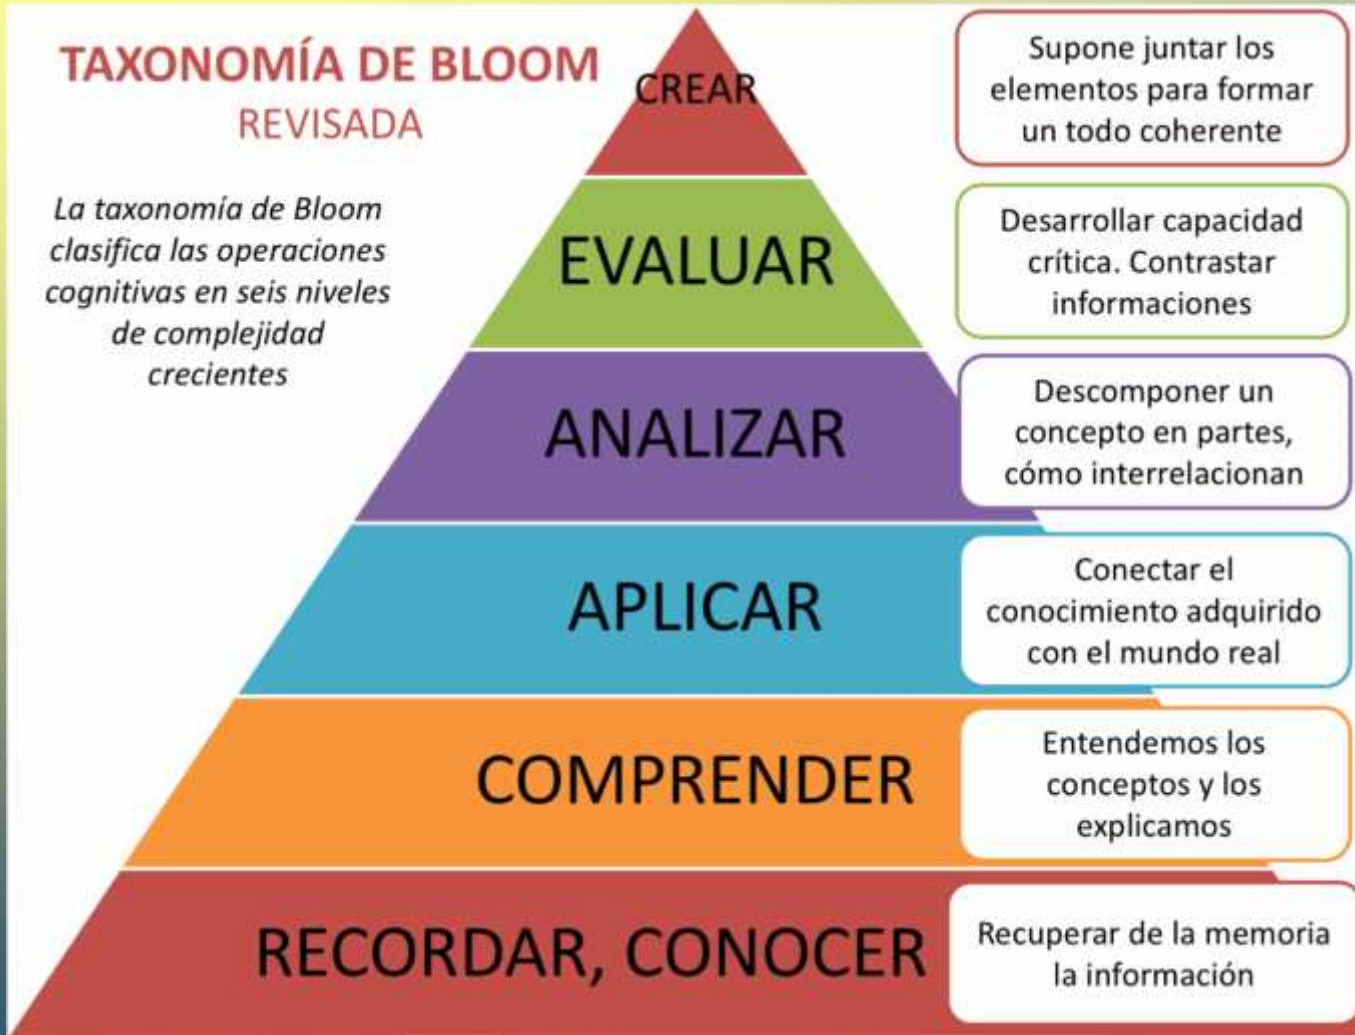 TAXONOMÍA DE BLOOM
REVISADA
La taxonomía de Bloom
clasifica las operaciones
cognitivas en seis niveles
de complejidad
crecientes
CREAR
Supone juntar los
elementos para formar
un todo coherente
EVALUAR
Desarrollar capacidad
crítica. Contrastar
informaciones
ANALIZAR
Descomponer un
concepto en partes,
cómo interrelacionan
APLICAR
Conectar el
conocimiento adquirido
con el mundo real
COMPRENDER
Entendemos los
conceptos y los
explicamos
RECORDAR, CONOCER
Recuperar de la memoria
la información